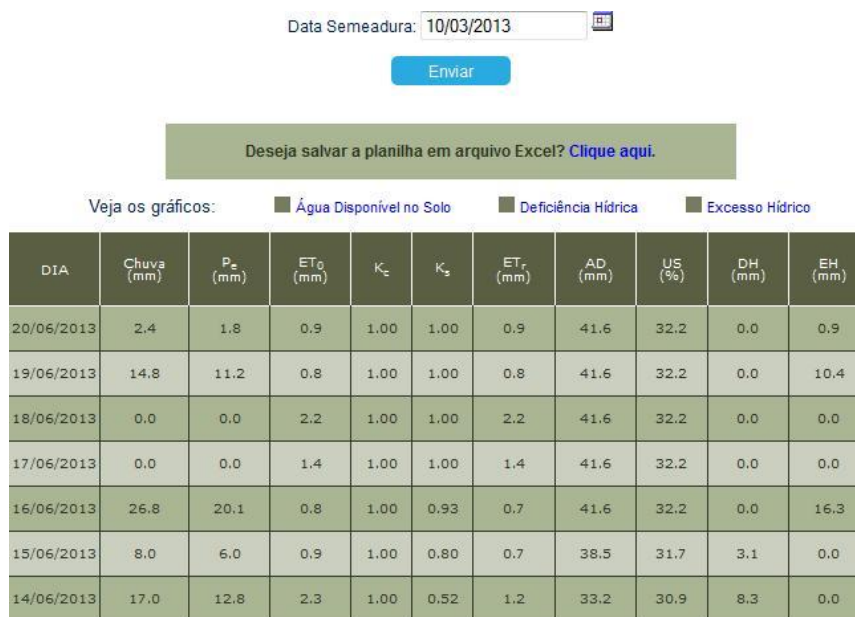 Data Semeadura: 10/03/2013
Enviar
Deseja salvar a planilha em arquivo Excel? Clique aqui.
Veja os gráficos: Água Disponível no Solo Deficiência Hídrica Excesso Hídrico
DIA Chuva (mm) Pe (mm) ET0 (mm) Kc Ks ETr (mm) AD (mm) US (%) DH (mm) EH (mm)
20/06/2013 2.4 1.8 0.9 1.00 1.00 0.9 41.6 32.2 0.0 0.9
19/06/2013 14.8 11.2 0.8 1.00 1.00 0.8 41.6 32.2 0.0 10.4
18/06/2013 0.0 0.0 2.2 1.00 1.00 2.2 41.6 32.2 0.0 0.0
17/06/2013 0.0 0.0 1.4 1.00 1.00 1.4 41.6 32.2 0.0 0.0
16/06/2013 26.8 20.1 0.8 1.00 0.93 0.7 41.6 32.2 0.0 16.3
15/06/2013 8.0 6.0 0.9 1.00 0.80 0.7 38.5 31.7 3.1 0.0
14/06/2013 17.0 12.8 2.3 1.00 0.52 1.2 33.2 30.9 8.3 0.0